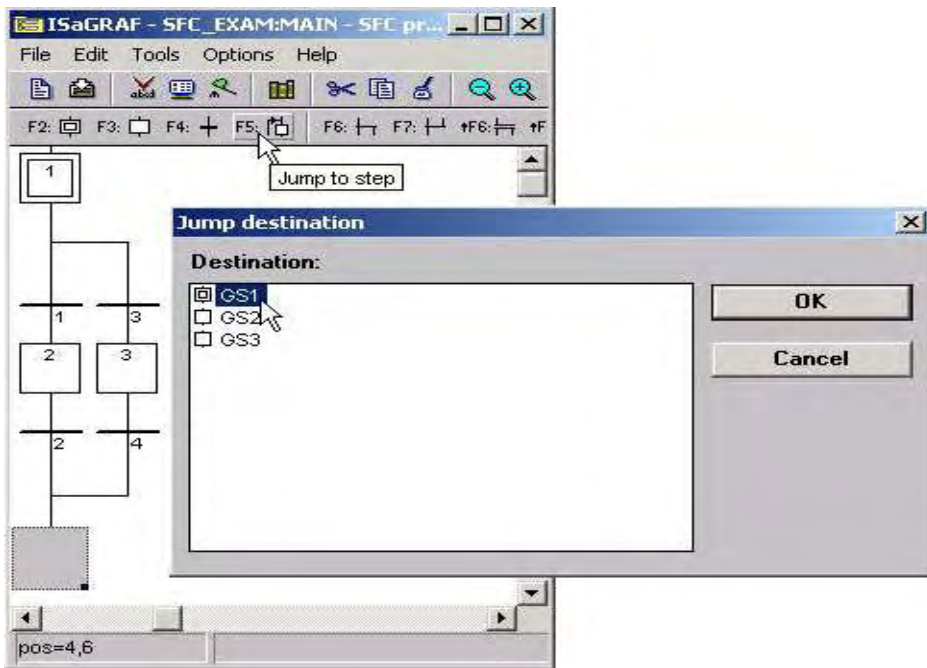 ISaGRAF - SFC_EXAM:MAIN - SFC pr...
File Edit Tools Options Help
F2: F3: F4: F5: F6: F7: ↑F6: ↑F
Jump to step
1
1 3
2 3
2 4
Jump destination
Destination:
GS1
GS2
GS3
OK
Cancel
pos=4,6